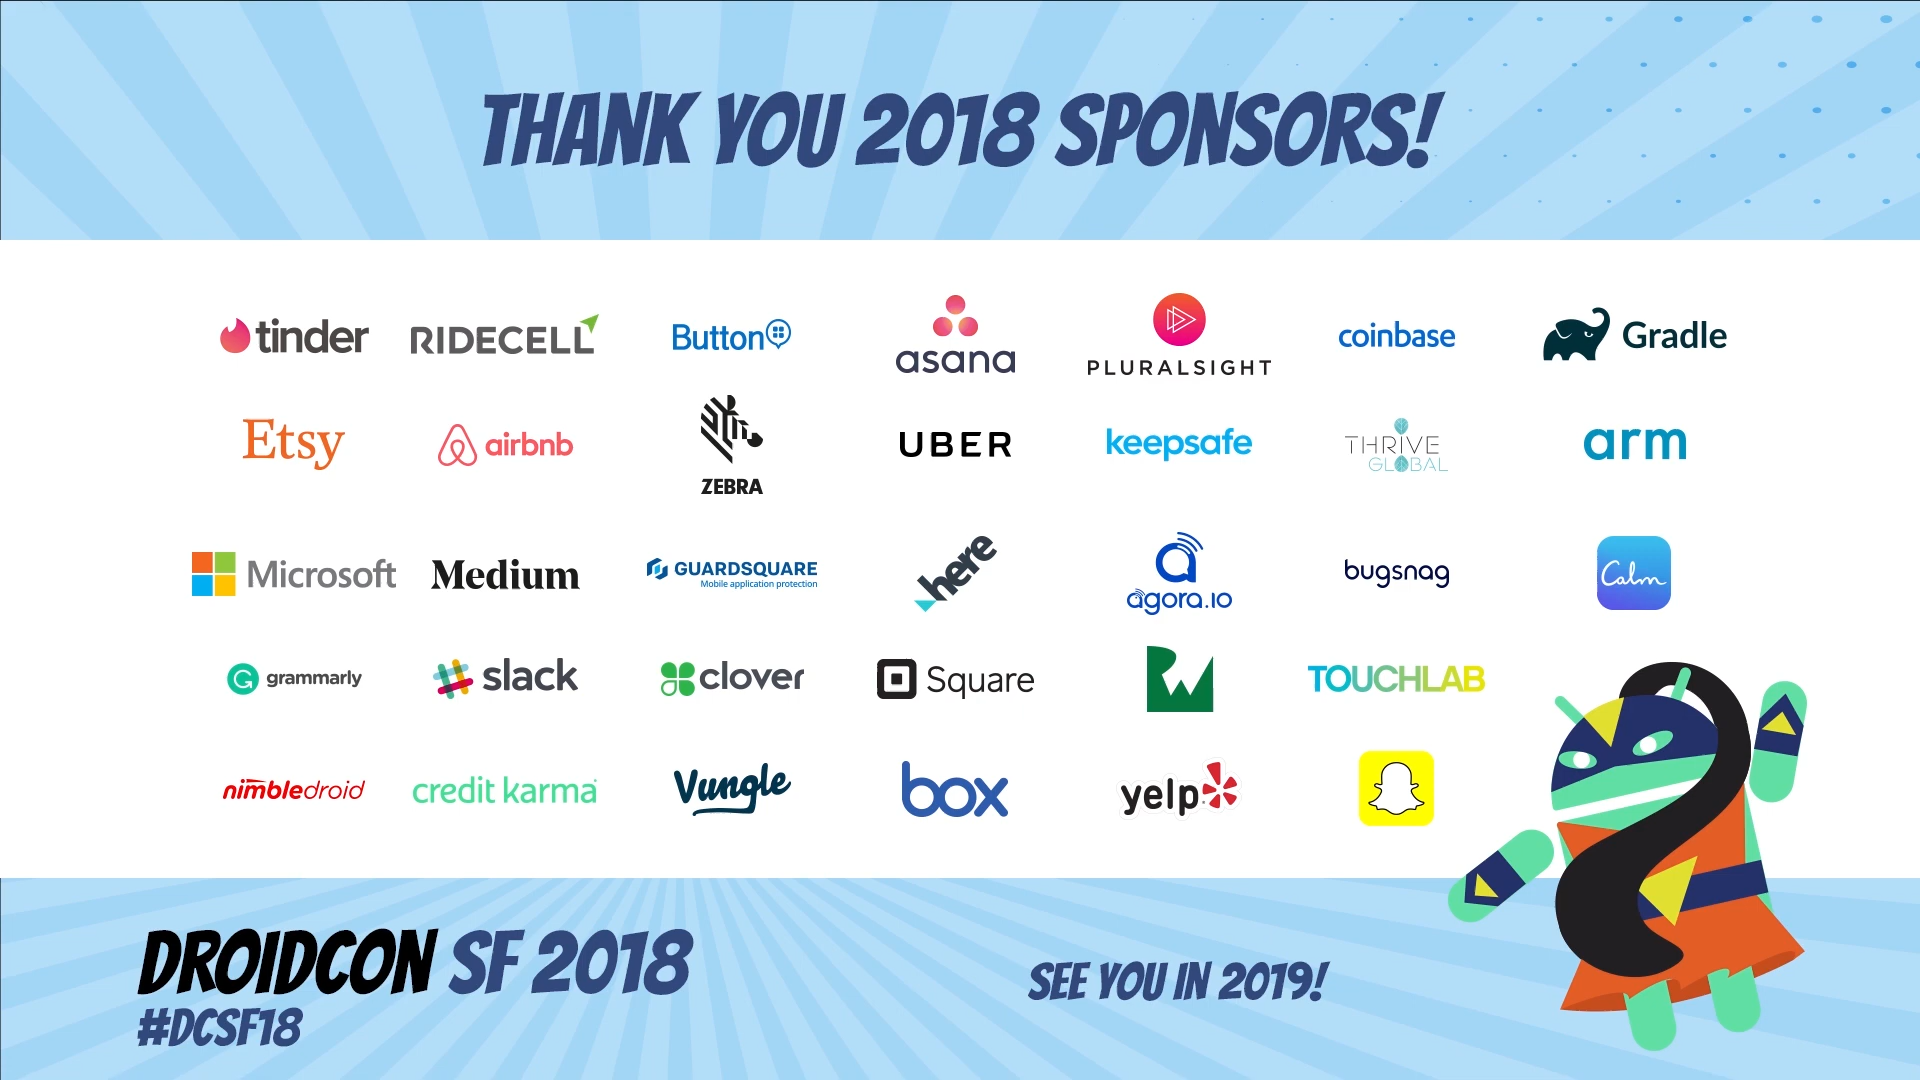 THANK YOU 2018 SPONSORS!
tinder RIDECELL Button asana PLURALSIGHT coinbase Gradle
Etsy airbnb ZEBRA UBER keepsafe THRIVE GLOBAL arm
Microsoft Medium GUARDSQUARE Mobile application protection here agora.io bugsnag Calm
grammarly slack clover Square RW TOUCHLAB
nimbledroid credit karma Vungle box yelp
DROIDCON SF 2018
#DCSF18
SEE YOU IN 2019!